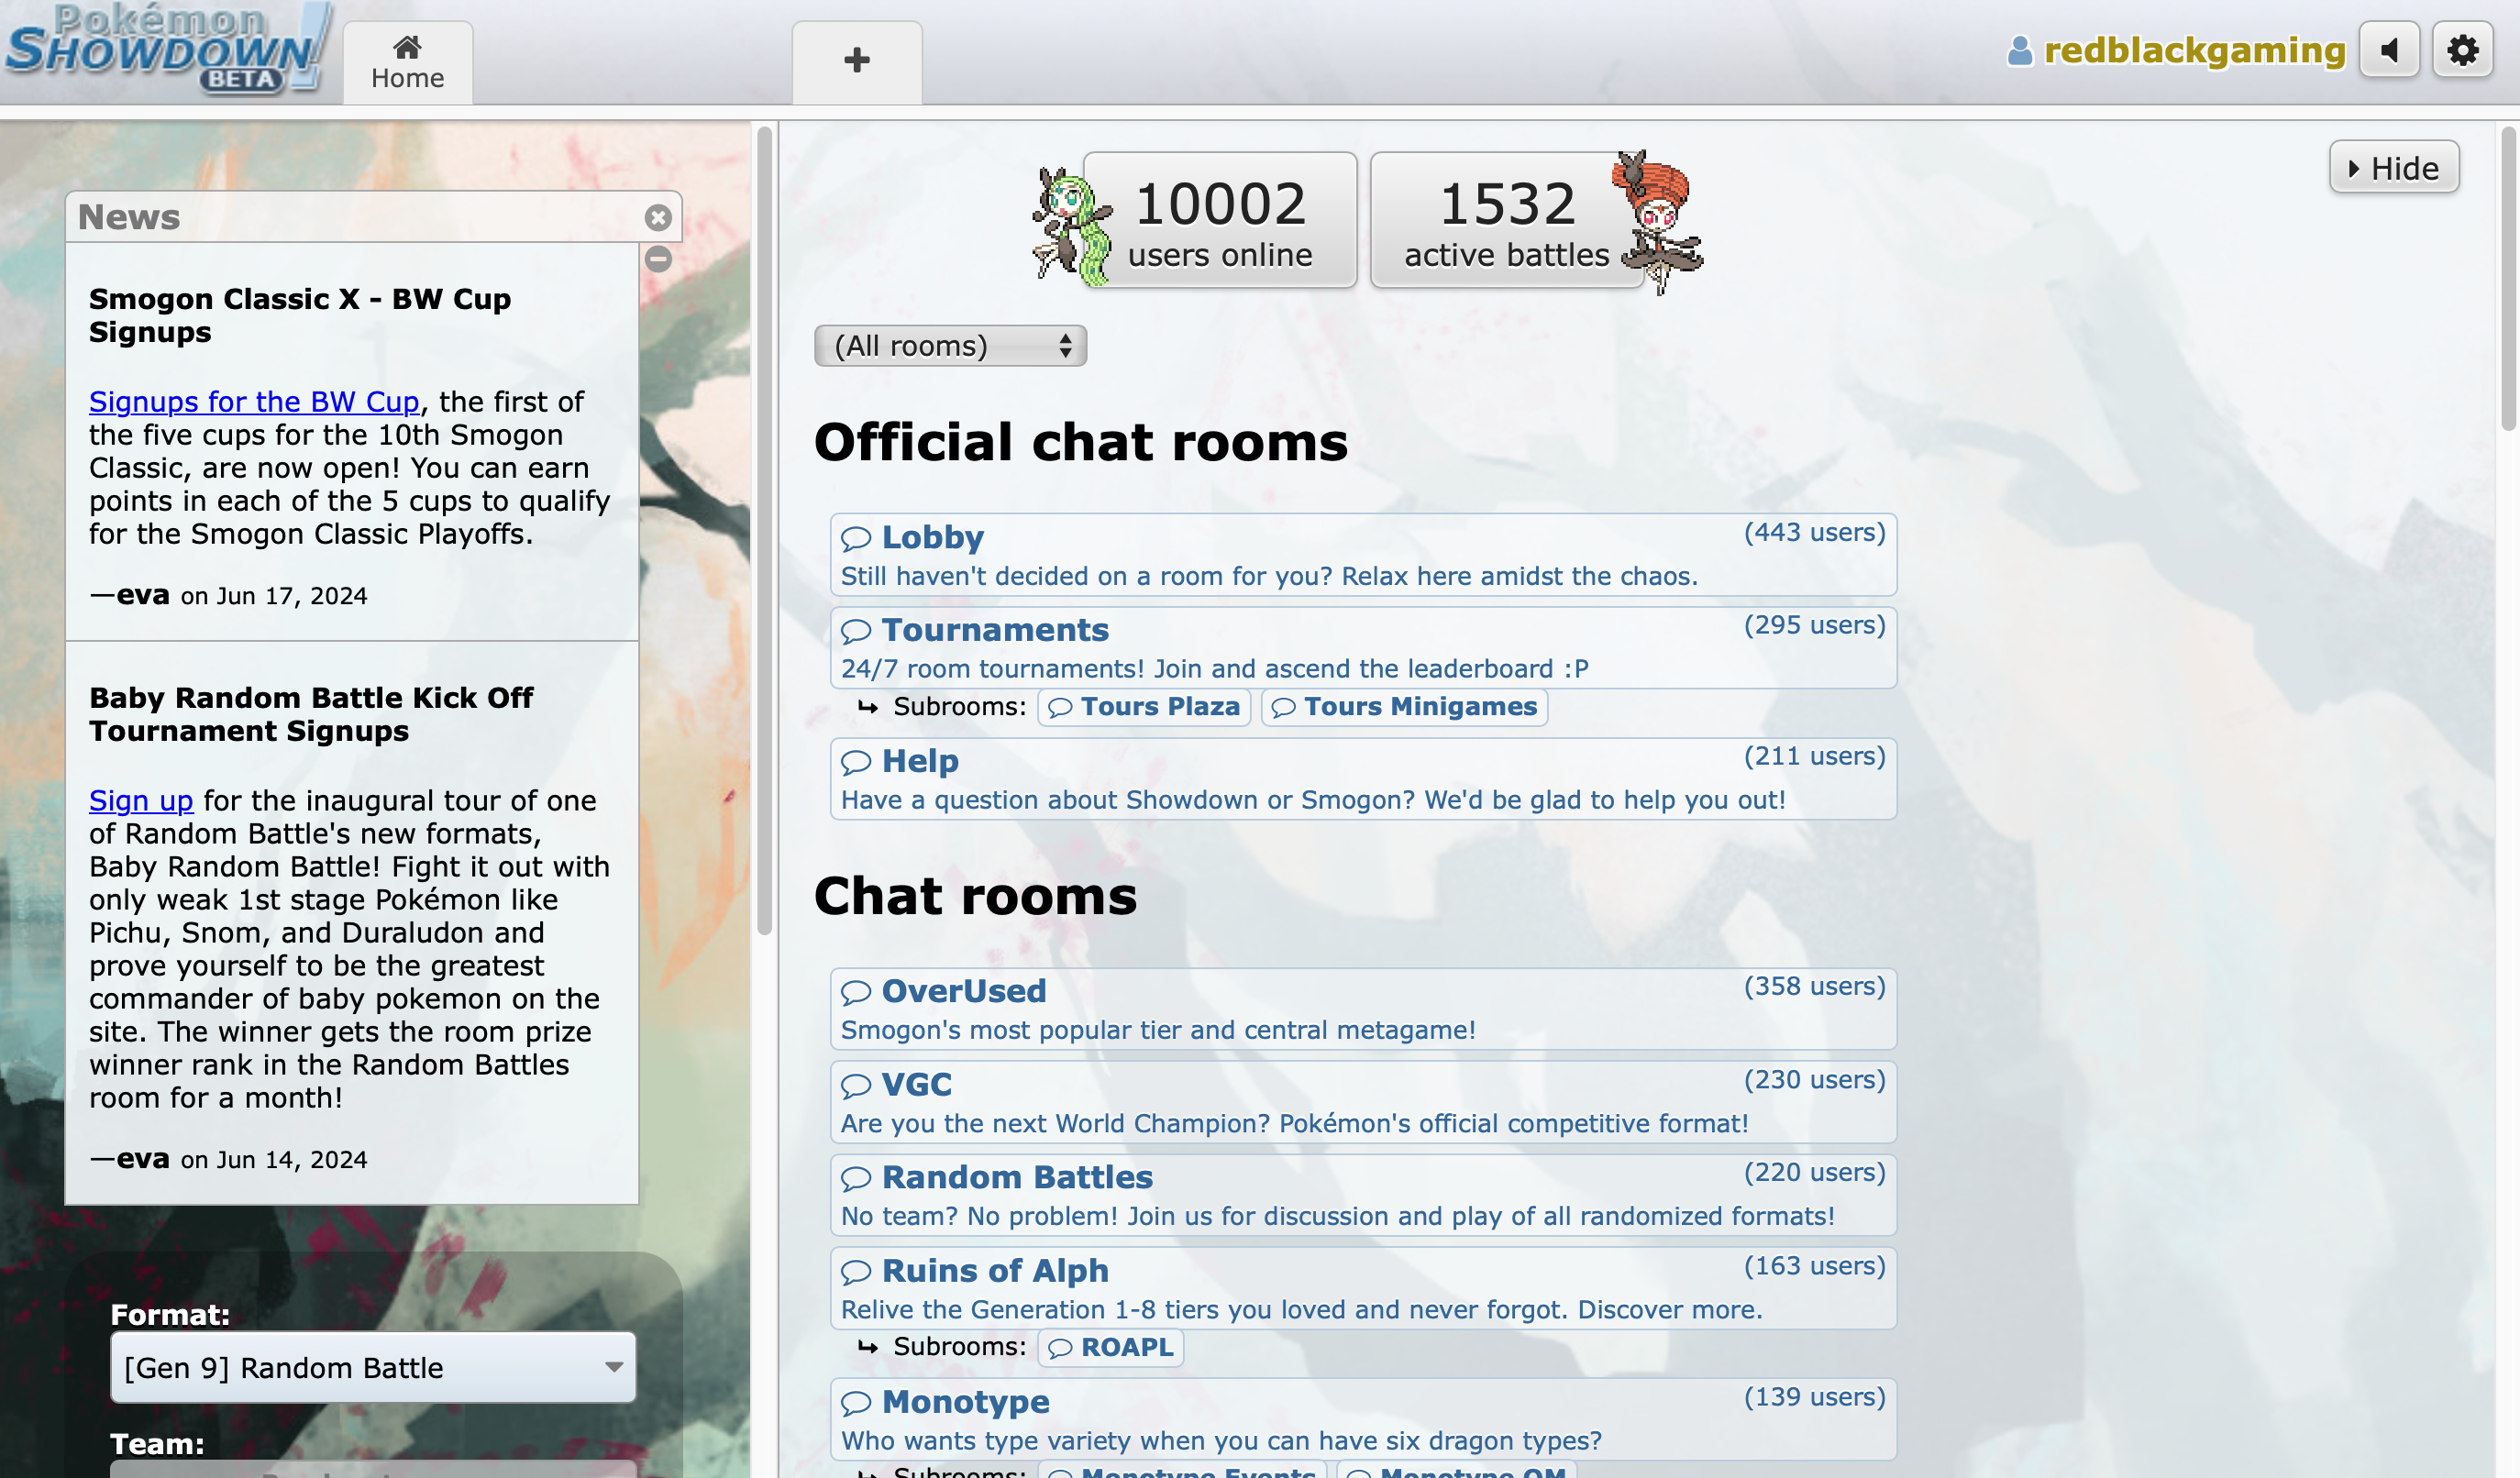 Pokémon
SHOWDOWN!
BETA
Home
redblackgaming
News
Smogon Classic X - BW Cup
Signups
Signups for the BW Cup, the first of
the five cups for the 10th Smogon
Classic, are now open! You can earn
points in each of the 5 cups to qualify
for the Smogon Classic Playoffs.
—eva on Jun 17, 2024
Baby Random Battle Kick Off
Tournament Signups
Sign up for the inaugural tour of one
of Random Battle's new formats,
Baby Random Battle! Fight it out with
only weak 1st stage Pokémon like
Pichu, Snom, and Duraludon and
prove yourself to be the greatest
commander of baby pokemon on the
site. The winner gets the room prize
winner rank in the Random Battles
room for a month!
—eva on Jun 14, 2024
Format:
[Gen 9] Random Battle
Team:
10002
users online
1532
active battles
Hide
(All rooms)
Official chat rooms
Lobby (443 users)
Still haven't decided on a room for you? Relax here amidst the chaos.
Tournaments (295 users)
24/7 room tournaments! Join and ascend the leaderboard :P
Subrooms: Tours Plaza Tours Minigames
Help (211 users)
Have a question about Showdown or Smogon? We'd be glad to help you out!
Chat rooms
OverUsed (358 users)
Smogon's most popular tier and central metagame!
VGC (230 users)
Are you the next World Champion? Pokémon's official competitive format!
Random Battles (220 users)
No team? No problem! Join us for discussion and play of all randomized formats!
Ruins of Alph (163 users)
Relive the Generation 1-8 tiers you loved and never forgot. Discover more.
Subrooms: ROAPL
Monotype (139 users)
Who wants type variety when you can have six dragon types?
Subrooms: Monotype Events Monotype OM